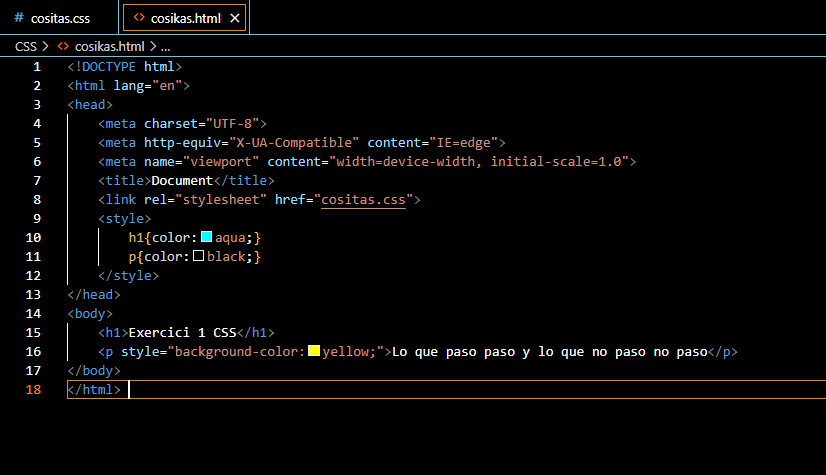 # cositas.css <> cosikas.html ×
CSS > <> cosikas.html > ...
1 <!DOCTYPE html>
2 <html lang="en">
3 <head>
4 <meta charset="UTF-8">
5 <meta http-equiv="X-UA-Compatible" content="IE=edge">
6 <meta name="viewport" content="width=device-width, initial-scale=1.0">
7 <title>Document</title>
8 <link rel="stylesheet" href="cositas.css">
9 <style>
10 h1{color:aqua;}
11 p{color:black;}
12 </style>
13 </head>
14 <body>
15 <h1>Exercici 1 CSS</h1>
16 <p style="background-color:yellow;">Lo que paso paso y lo que no paso no paso</p>
17 </body>
18 </html>